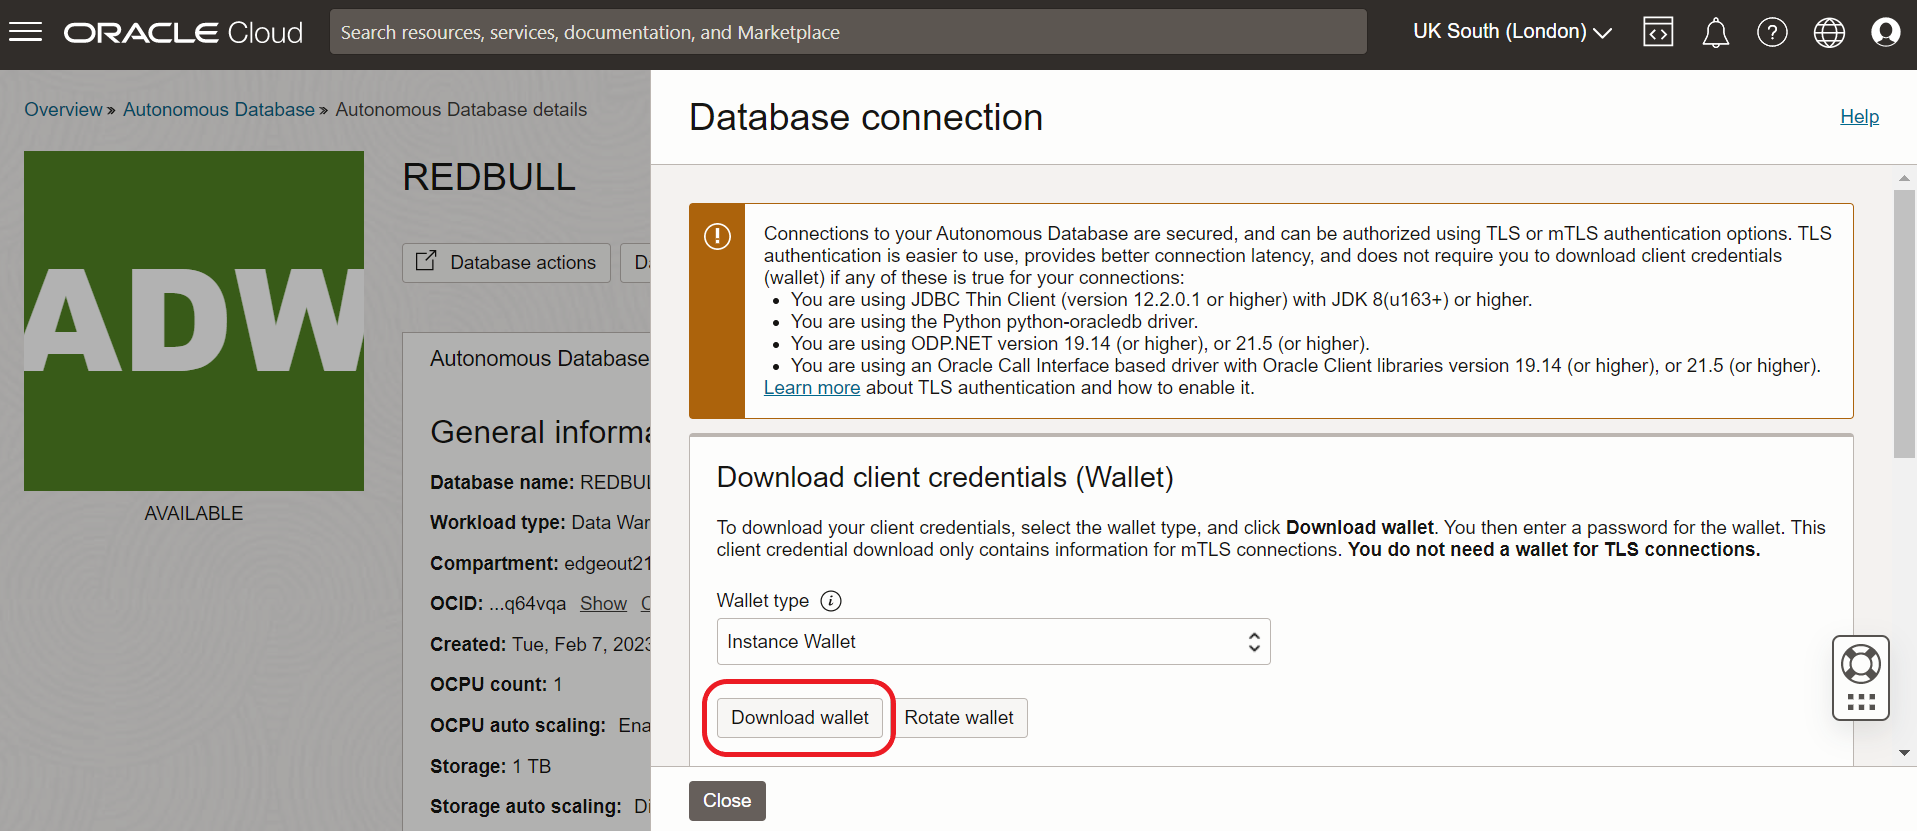 ORACLE Cloud
Search resources, services, documentation, and Marketplace
UK South (London)
Overview » Autonomous Database » Autonomous Database details
ADW
AVAILABLE
REDBULL
Database actions
D
Autonomous Database
General informa
Database name: REDBUL
Workload type: Data War
Compartment: edgeout21
OCID: ...q64vqa Show C
Created: Tue, Feb 7, 2023
OCPU count: 1
OCPU auto scaling: Ena
Storage: 1 TB
Storage auto scaling: Di
Database connection
Help
Connections to your Autonomous Database are secured, and can be authorized using TLS or mTLS authentication options. TLS
authentication is easier to use, provides better connection latency, and does not require you to download client credentials
(wallet) if any of these is true for your connections:
• You are using JDBC Thin Client (version 12.2.0.1 or higher) with JDK 8(u163+) or higher.
• You are using the Python python-oracledb driver.
• You are using ODP.NET version 19.14 (or higher), or 21.5 (or higher).
• You are using an Oracle Call Interface based driver with Oracle Client libraries version 19.14 (or higher), or 21.5 (or higher).
Learn more about TLS authentication and how to enable it.
Download client credentials (Wallet)
To download your client credentials, select the wallet type, and click Download wallet. You then enter a password for the wallet. This
client credential download only contains information for mTLS connections. You do not need a wallet for TLS connections.
Wallet type
Instance Wallet
Download wallet
Rotate wallet
Close